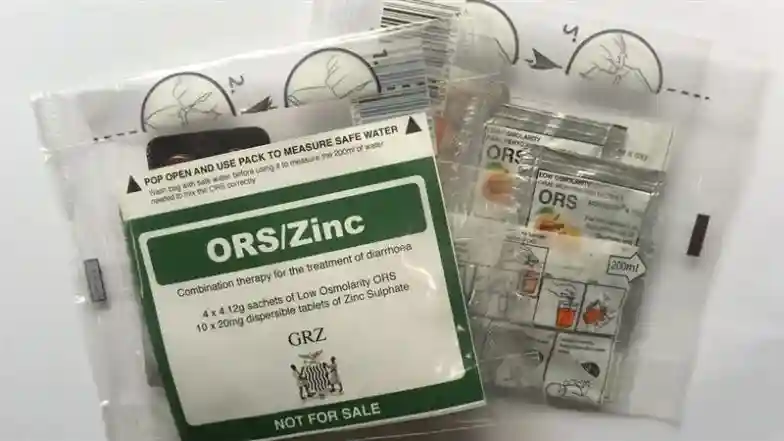 2.
1.
5.
POP OPEN AND USE PACK TO MEASURE SAFE WATER
Wash bag with safe water before using it to measure the 200ml of water
needed to mix the ORS correctly
ORS/Zinc
Combination therapy for the treatment of diarrhoea
4 x 4.12g sachets of Low Osmolarity ORS
10 x 20mg dispersible tablets of Zinc Sulphate
GRZ
NOT FOR SALE
LOW OSMOLARITY
ORS
LOW OSMOLARITY
ORS
200ml